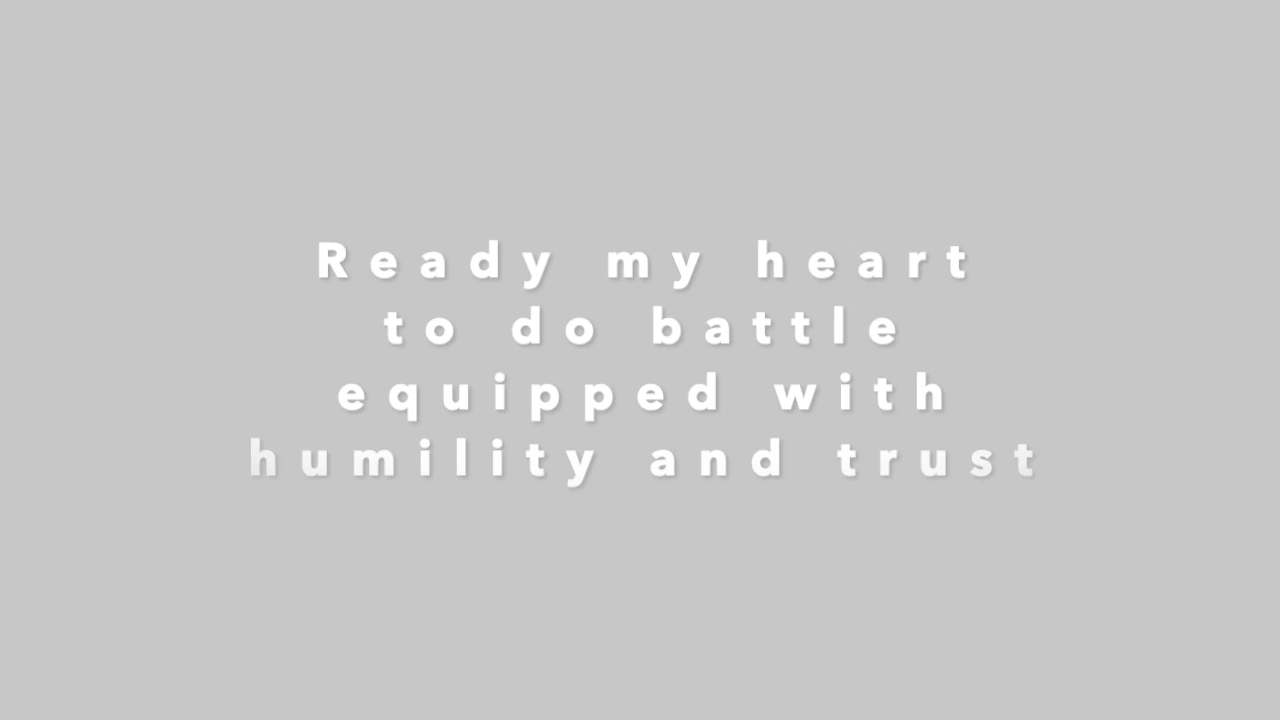 Ready my heart
to do battle
equipped with
humility and trust